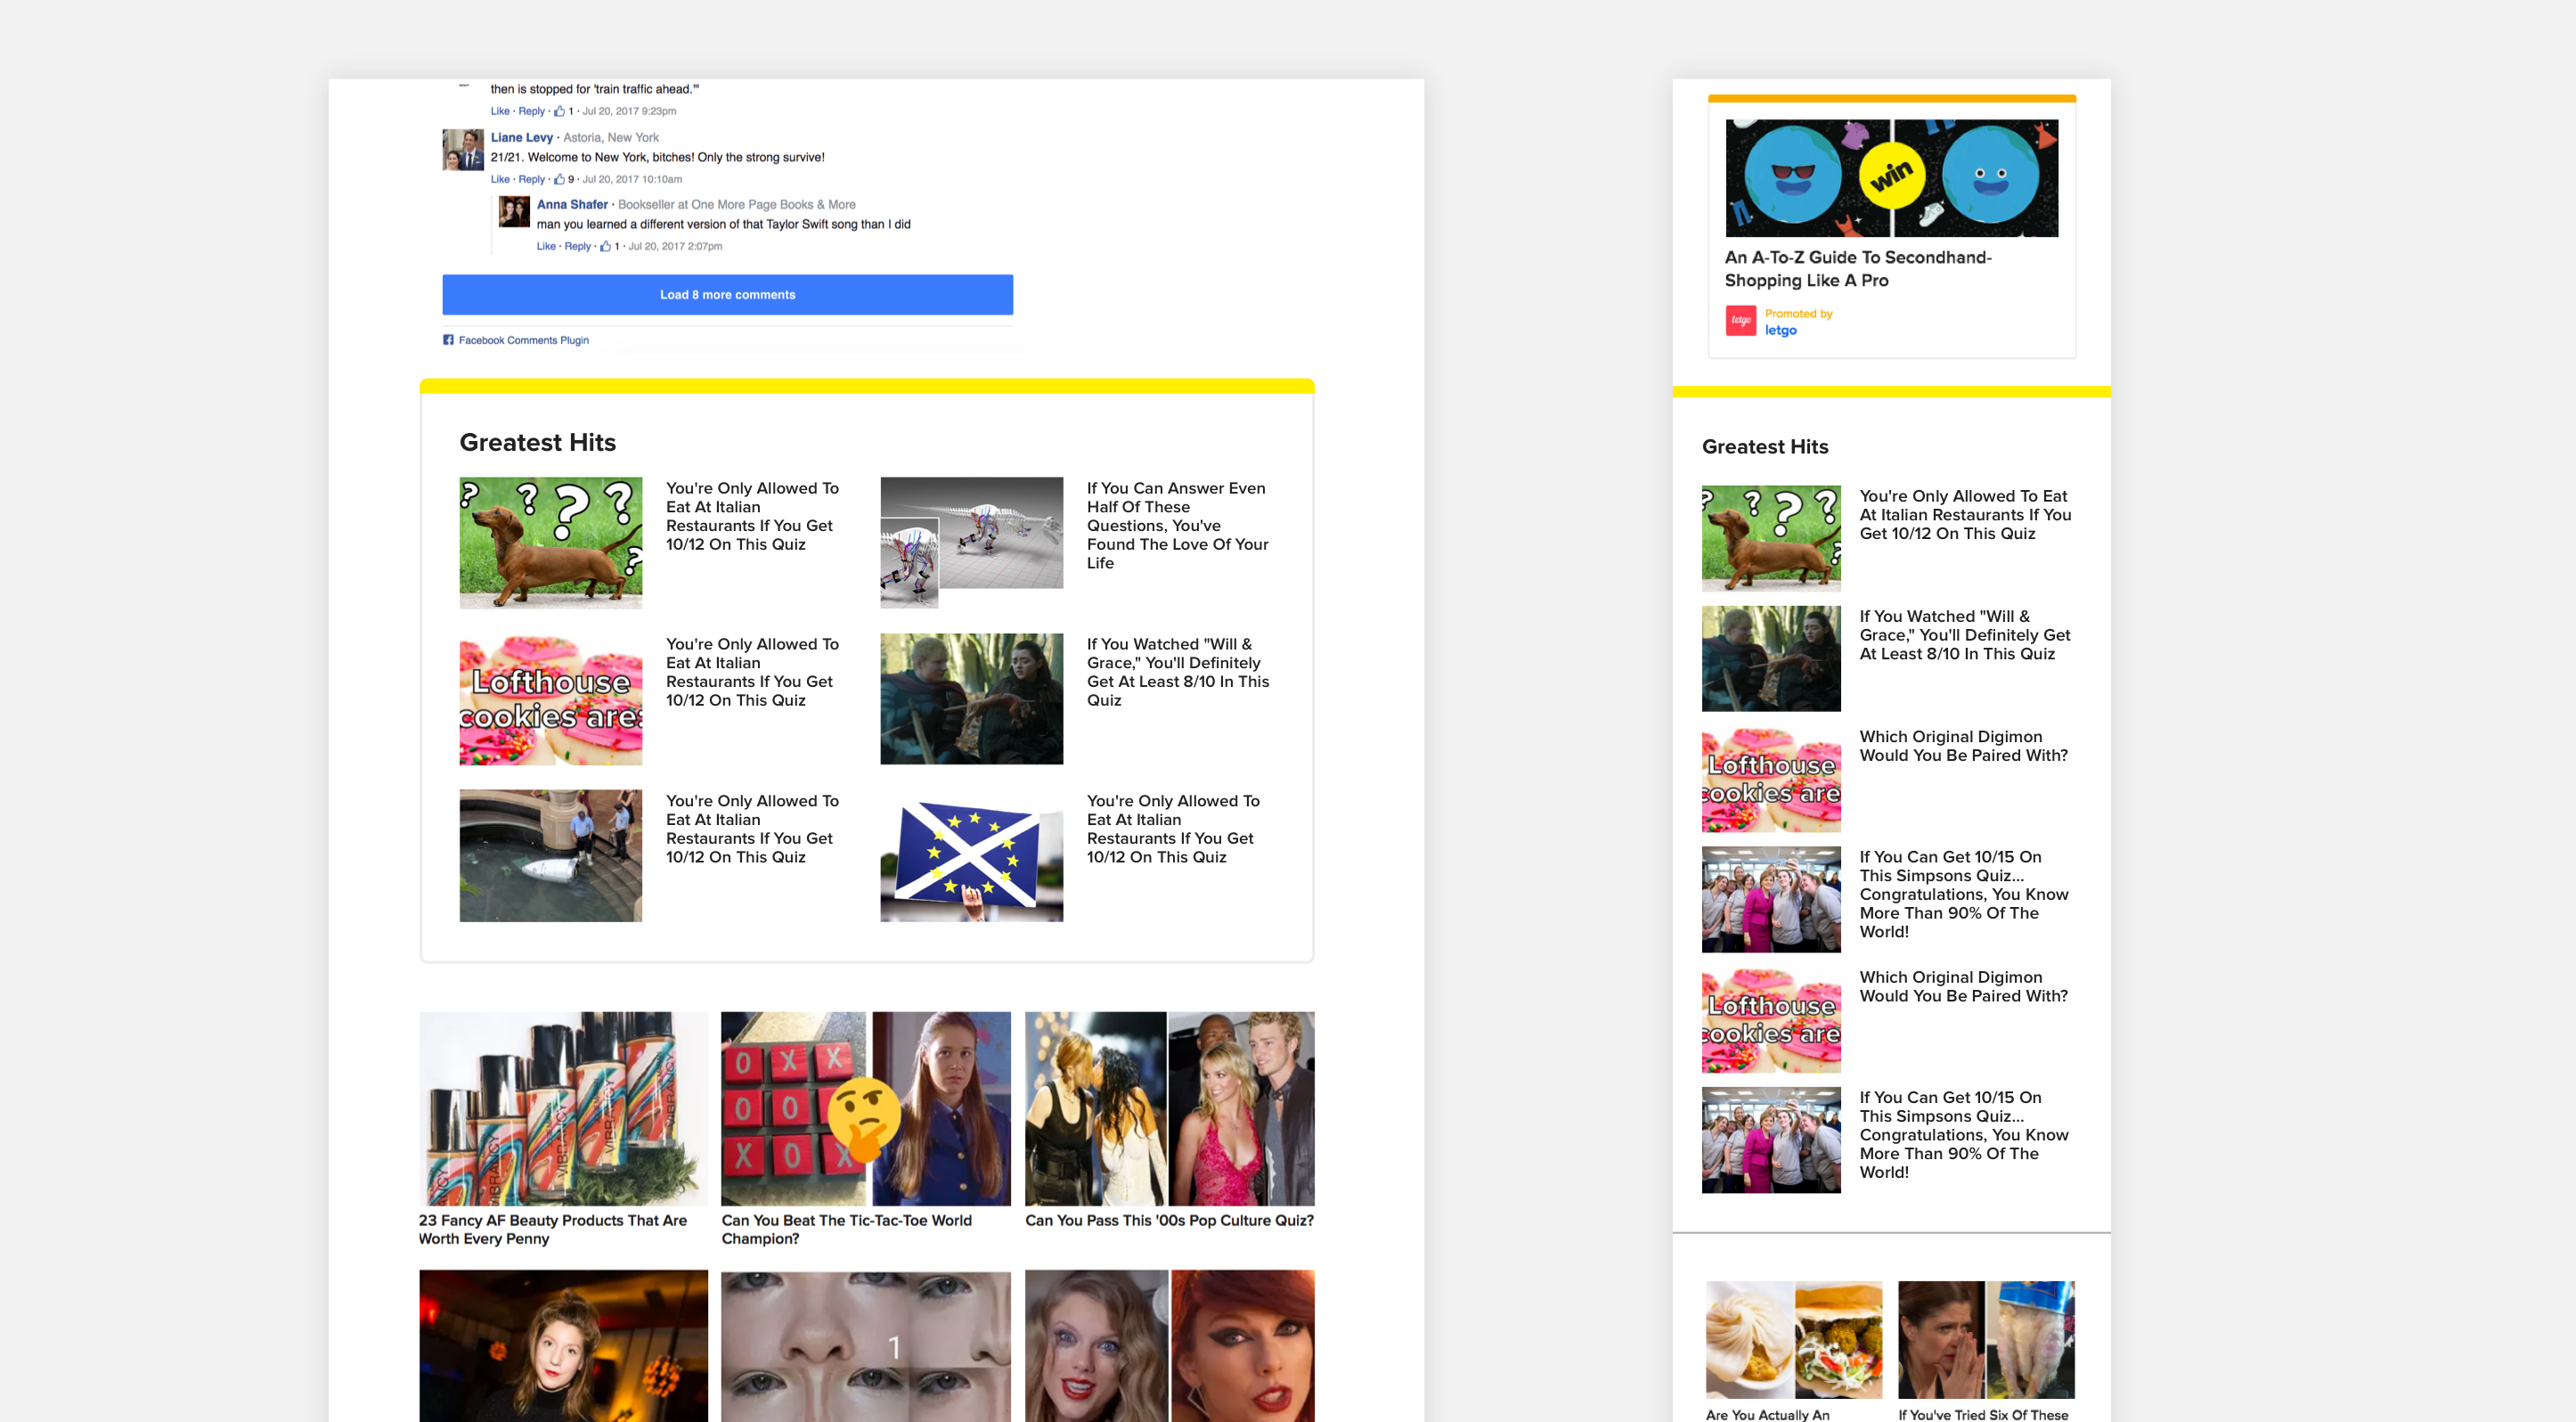 then is stopped for 'train traffic ahead.'"
Like · Reply · 1 · Jul 20, 2017 9:23pm
Liane Levy · Astoria, New York
21/21. Welcome to New York, bitches! Only the strong survive!
Like · Reply · 9 · Jul 20, 2017 10:10am
Anna Shafer · Bookseller at One More Page Books & More
man you learned a different version of that Taylor Swift song than I did
Like · Reply · 1 · Jul 20, 2017 2:07pm
Load 8 more comments
Facebook Comments Plugin
Greatest Hits
? ? ? ? ?
You're Only Allowed To
Eat At Italian
Restaurants If You Get
10/12 On This Quiz
If You Can Answer Even
Half Of These
Questions, You've
Found The Love Of Your
Life
Lofthouse
cookies are:
You're Only Allowed To
Eat At Italian
Restaurants If You Get
10/12 On This Quiz
If You Watched "Will &
Grace," You'll Definitely
Get At Least 8/10 In This
Quiz
You're Only Allowed To
Eat At Italian
Restaurants If You Get
10/12 On This Quiz
You're Only Allowed To
Eat At Italian
Restaurants If You Get
10/12 On This Quiz
VIBRANCY
VIBRANCY
VIBRANCY
VIBRANCY
23 Fancy AF Beauty Products That Are
Worth Every Penny
O X X
O O
X O X
Can You Beat The Tic-Tac-Toe World
Champion?
Can You Pass This '00s Pop Culture Quiz?
1
win
An A-To-Z Guide To Secondhand-
Shopping Like A Pro
letgo
Promoted by
letgo
Greatest Hits
? ? ? ? ?
You're Only Allowed To Eat
At Italian Restaurants If You
Get 10/12 On This Quiz
If You Watched "Will &
Grace," You'll Definitely Get
At Least 8/10 In This Quiz
Lofthouse
cookies are
Which Original Digimon
Would You Be Paired With?
If You Can Get 10/15 On
This Simpsons Quiz...
Congratulations, You Know
More Than 90% Of The
World!
Lofthouse
cookies are
Which Original Digimon
Would You Be Paired With?
If You Can Get 10/15 On
This Simpsons Quiz...
Congratulations, You Know
More Than 90% Of The
World!
Are You Actually An
If You've Tried Six Of These